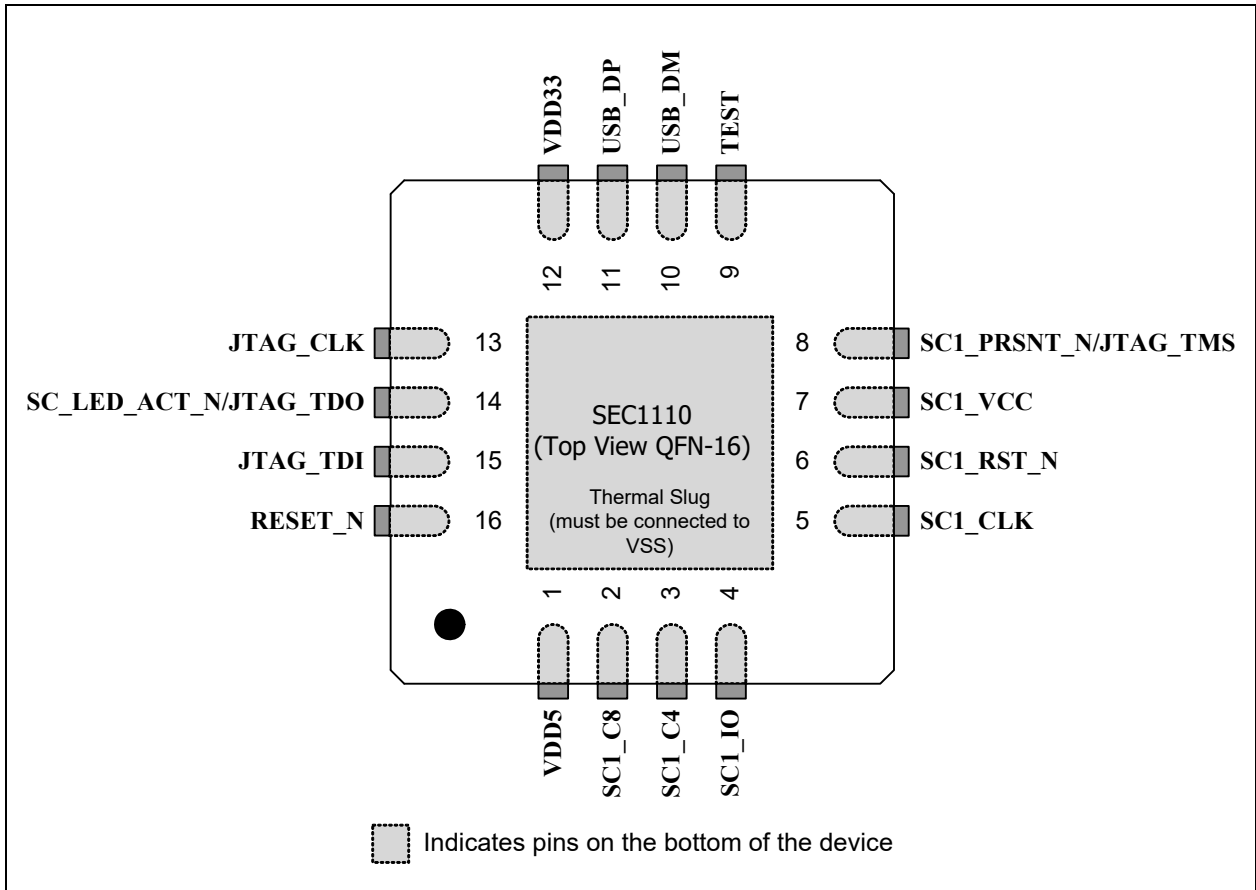 VDD33
USB_DP
USB_DM
TEST
12
11
10
9
JTAG_CLK
13
SC_LED_ACT_N/JTAG_TDO
14
JTAG_TDI
15
RESET_N
16
SEC1110
(Top View QFN-16)
Thermal Slug
(must be connected to
VSS)
8
SC1_PRSNT_N/JTAG_TMS
7
SC1_VCC
6
SC1_RST_N
5
SC1_CLK
1
2
3
4
VDD5
SC1_C8
SC1_C4
SC1_IO
Indicates pins on the bottom of the device